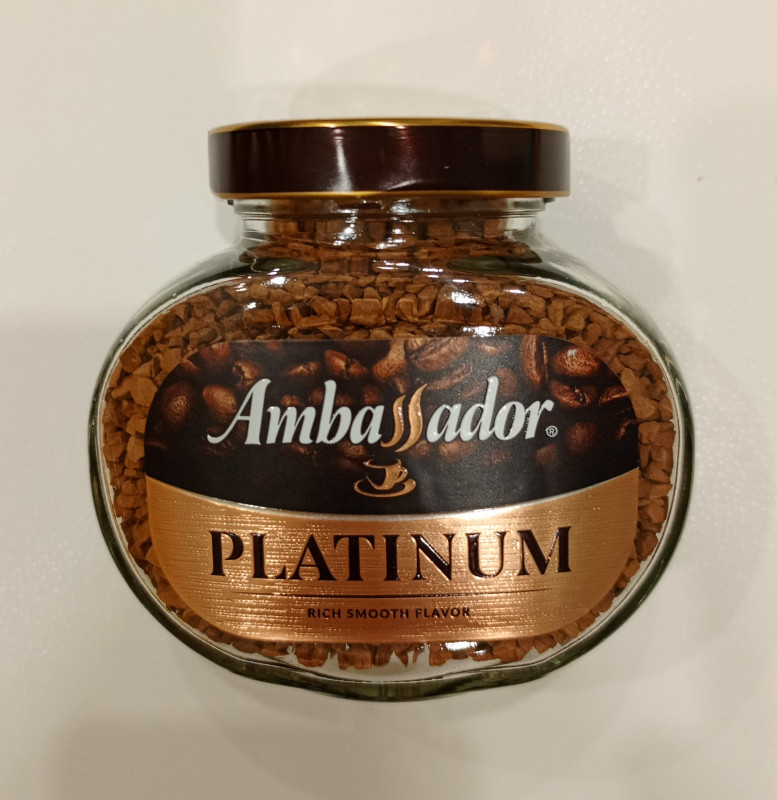 Ambassador®
PLATINUM
RICH SMOOTH FLAVOR